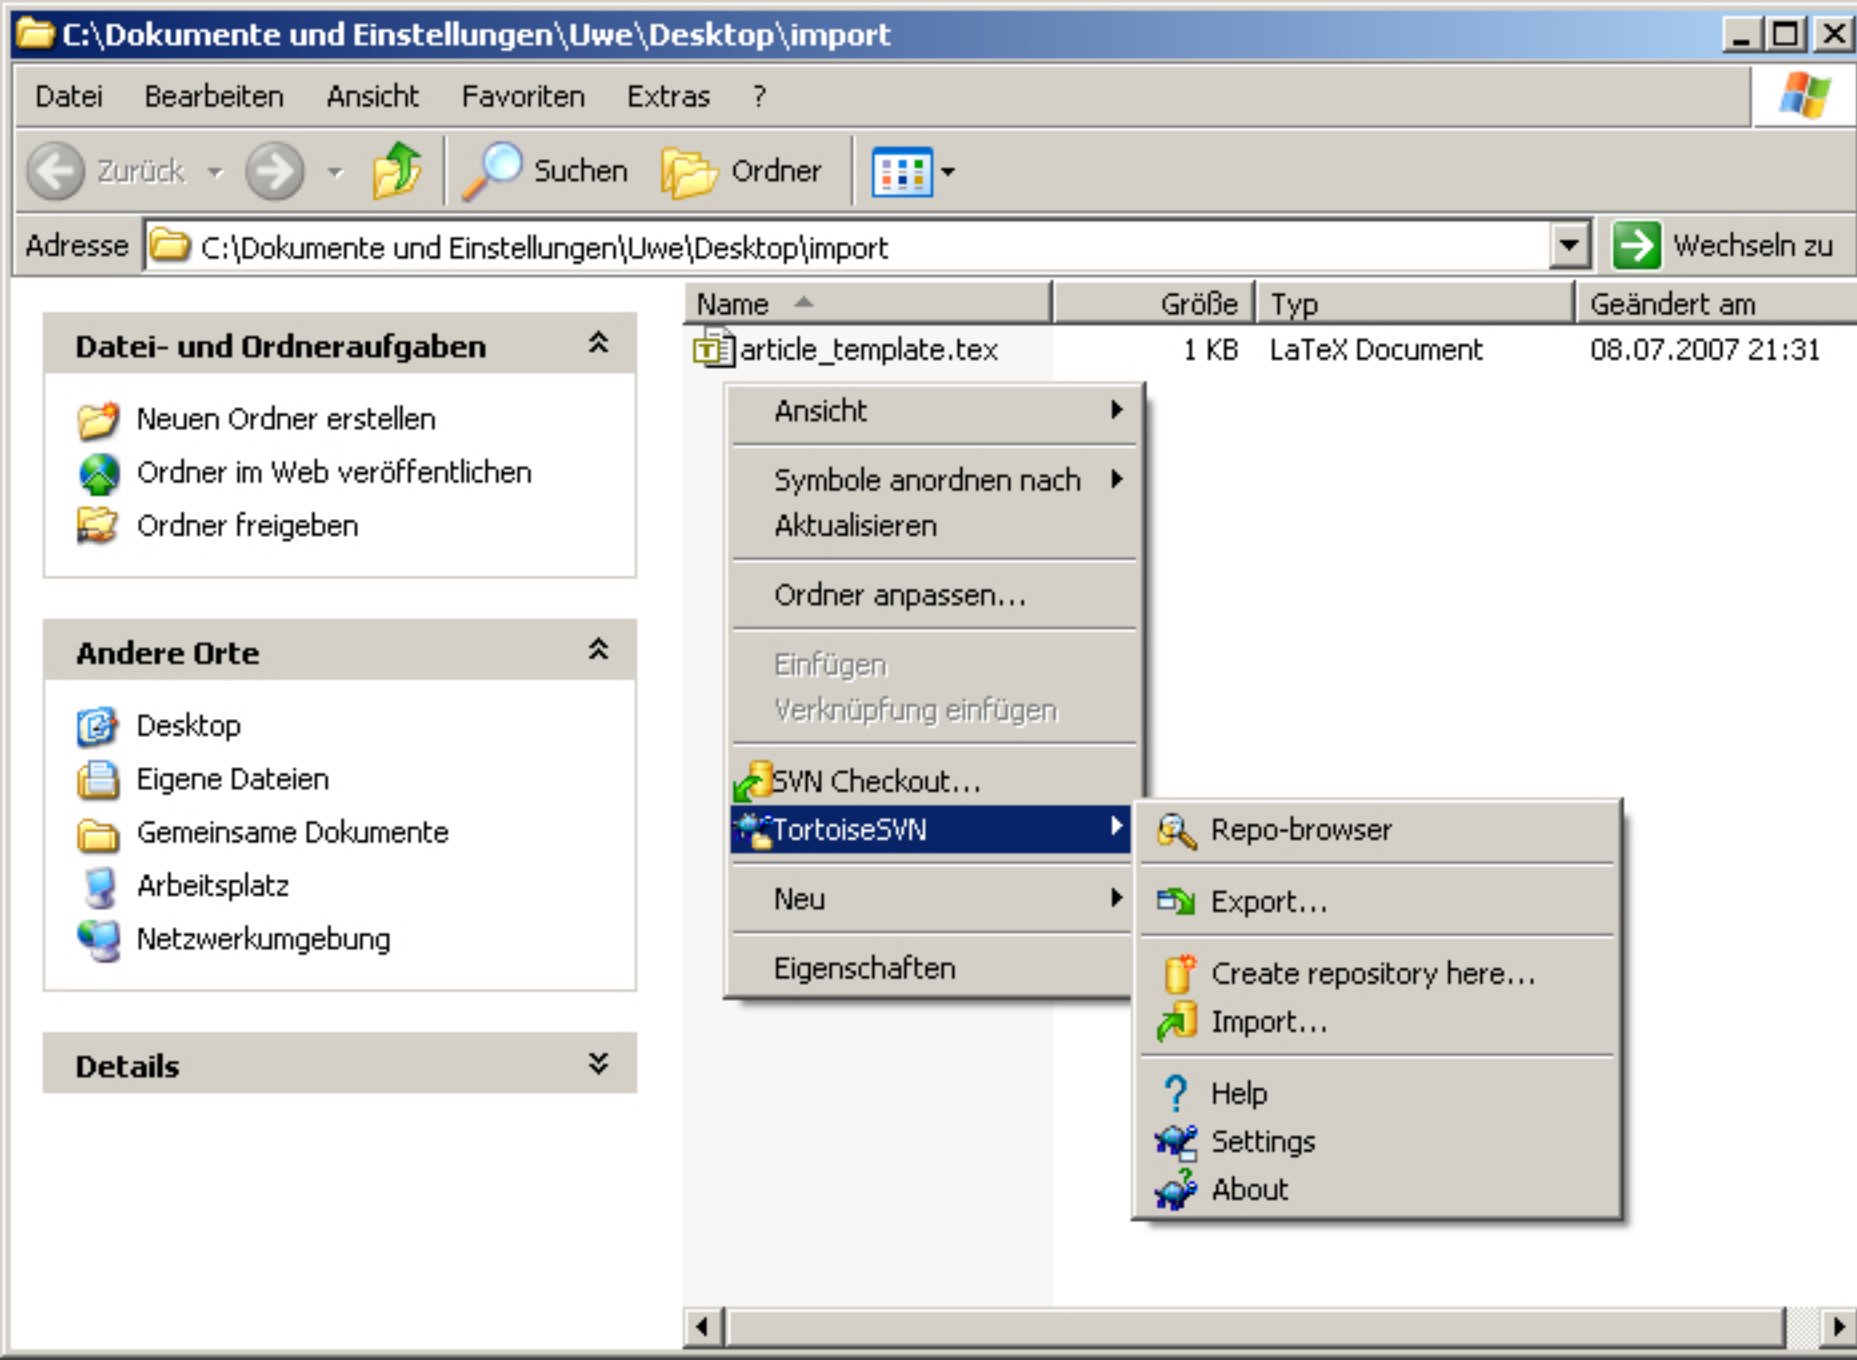 C:\Dokumente und Einstellungen\Uwe\Desktop\import
Datei Bearbeiten Ansicht Favoriten Extras ?
Zurück Suchen Ordner
Adresse C:\Dokumente und Einstellungen\Uwe\Desktop\import Wechseln zu
Datei- und Ordneraufgaben
Neuen Ordner erstellen
Ordner im Web veröffentlichen
Ordner freigeben
Andere Orte
Desktop
Eigene Dateien
Gemeinsame Dokumente
Arbeitsplatz
Netzwerkumgebung
Details
Name Größe Typ Geändert am
article_template.tex 1 KB LaTeX Document 08.07.2007 21:31
Ansicht
Symbole anordnen nach
Aktualisieren
Ordner anpassen...
Einfügen
Verknüpfung einfügen
SVN Checkout...
TortoiseSVN
Neu
Eigenschaften
Repo-browser
Export...
Create repository here...
Import...
Help
Settings
About